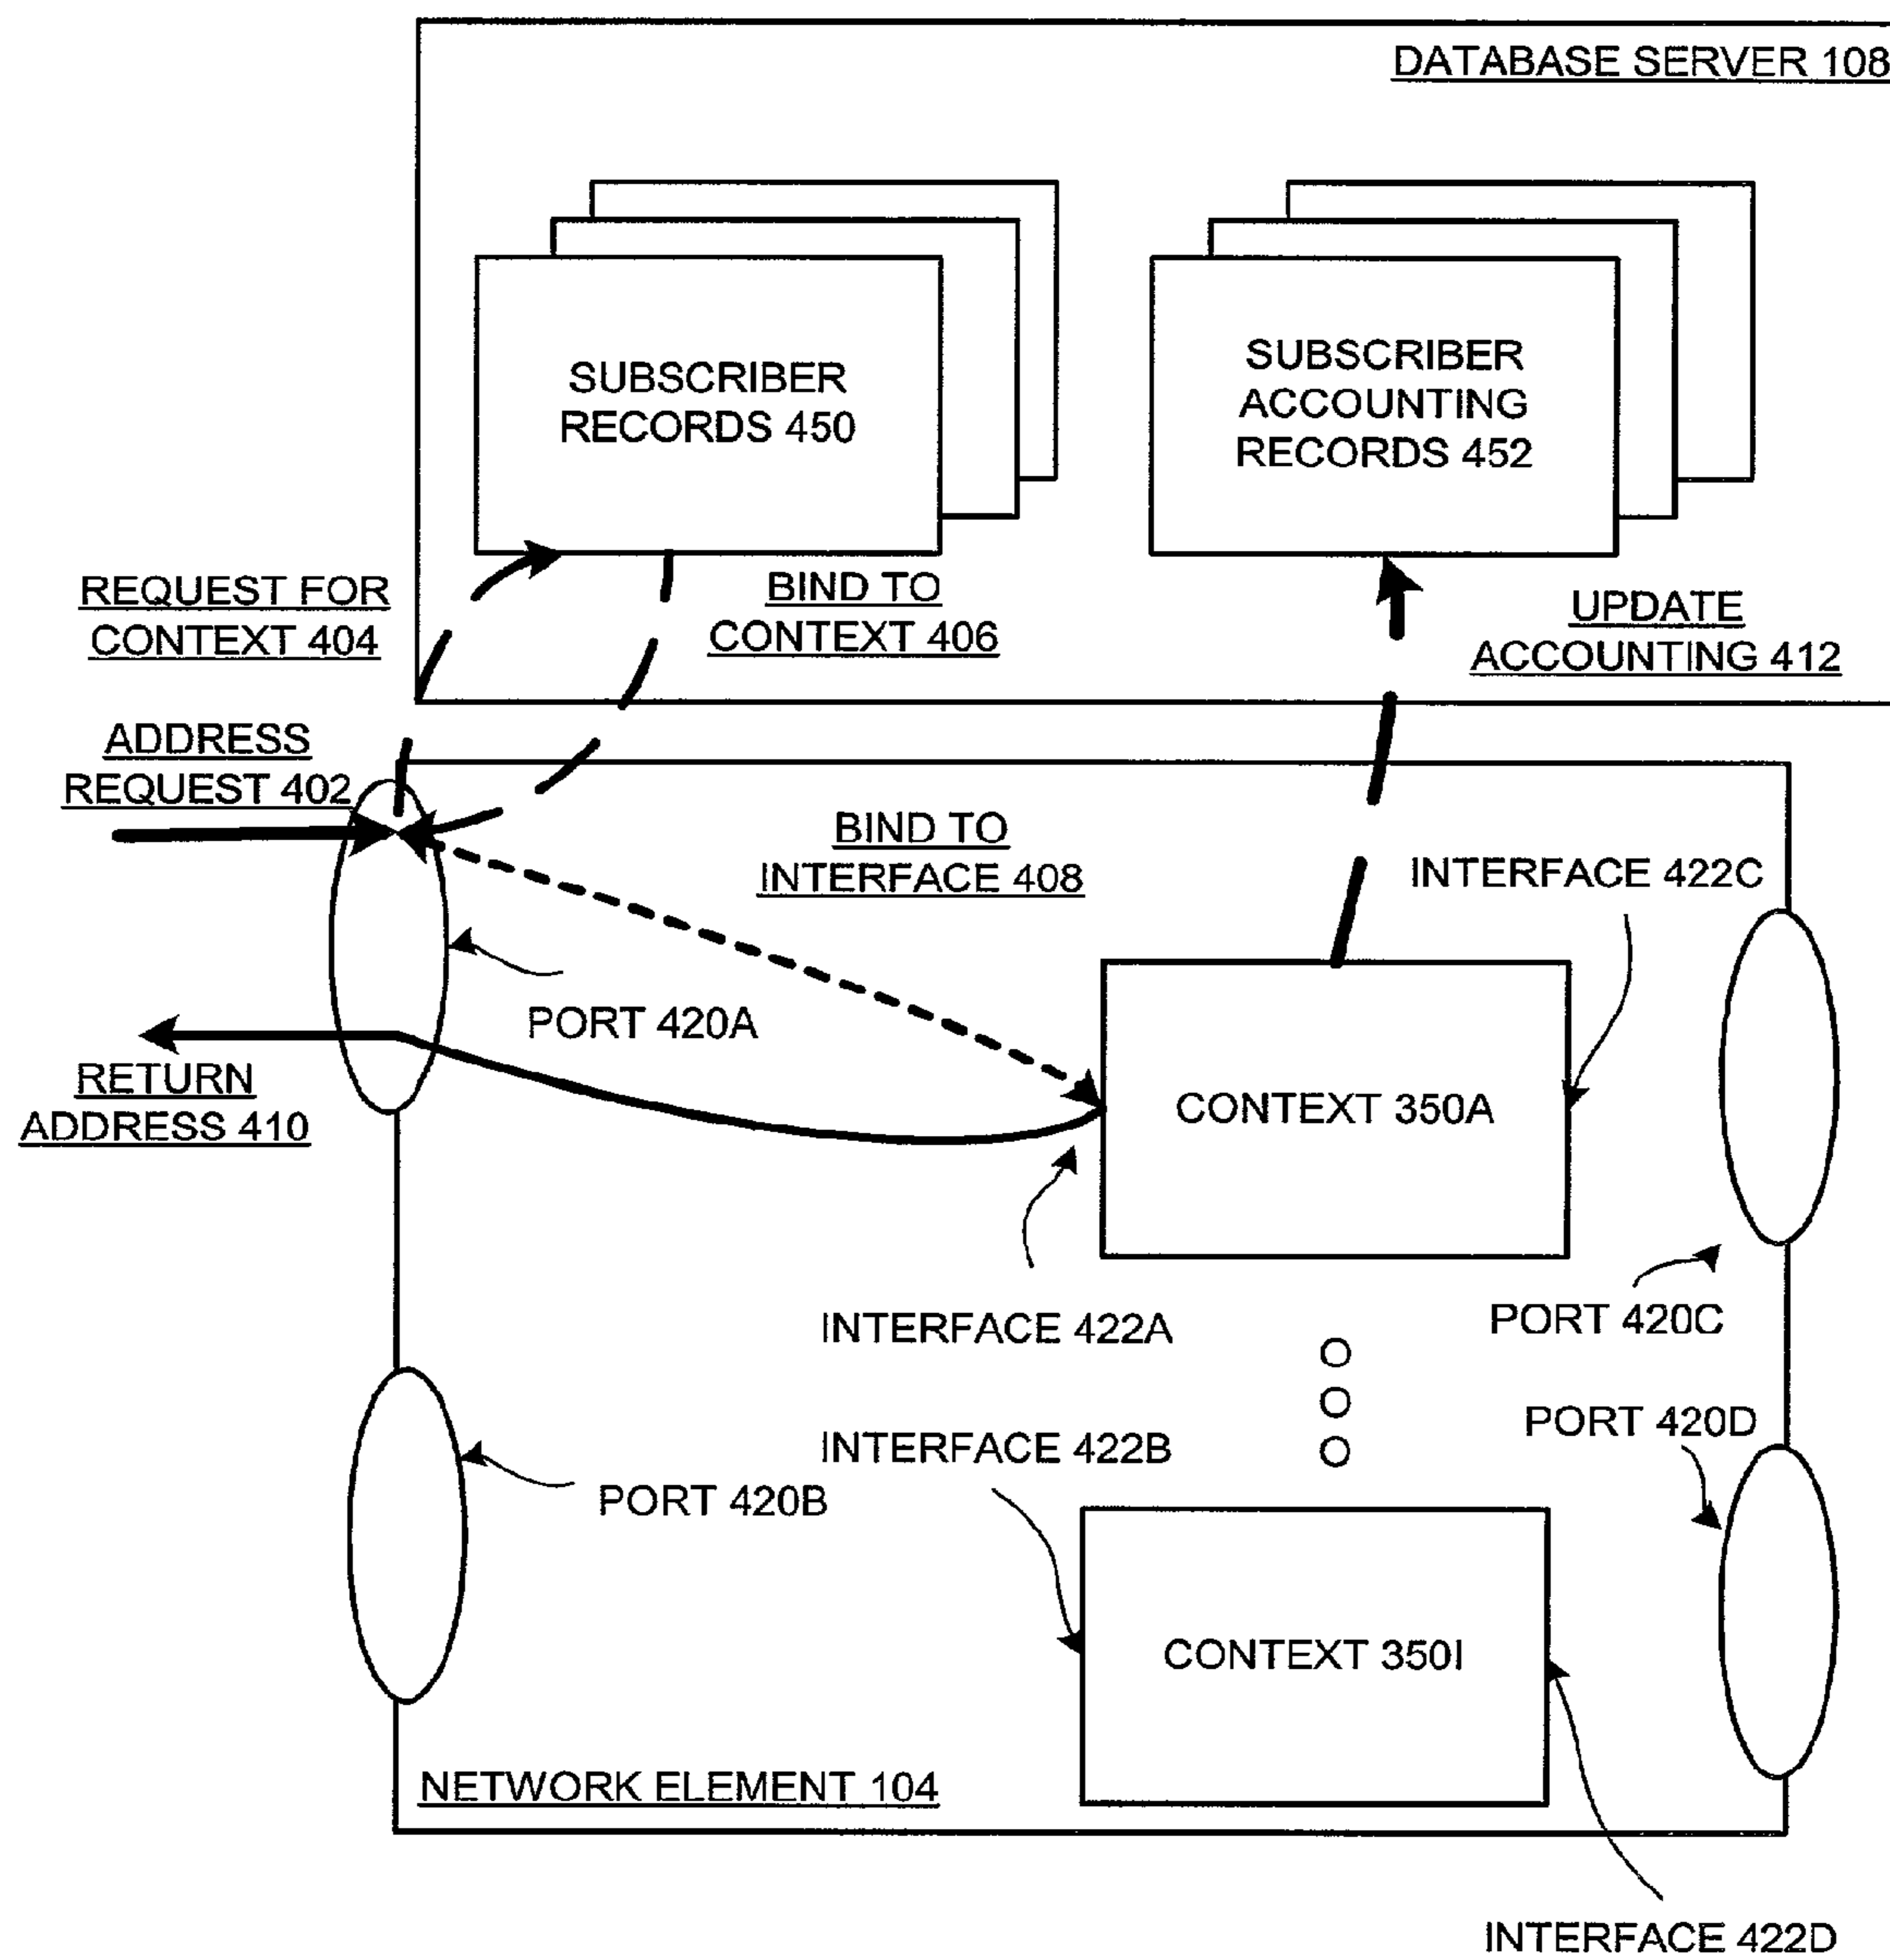 DATABASE SERVER 108
SUBSCRIBER
RECORDS 450
SUBSCRIBER
ACCOUNTING
RECORDS 452
REQUEST FOR
CONTEXT 404
BIND TO
CONTEXT 406
UPDATE
ACCOUNTING 412
ADDRESS
REQUEST 402
BIND TO
INTERFACE 408
INTERFACE 422C
PORT 420A
RETURN
ADDRESS 410
CONTEXT 350A
INTERFACE 422A
PORT 420C
PORT 420D
INTERFACE 422B
PORT 420B
CONTEXT 350I
NETWORK ELEMENT 104
INTERFACE 422D